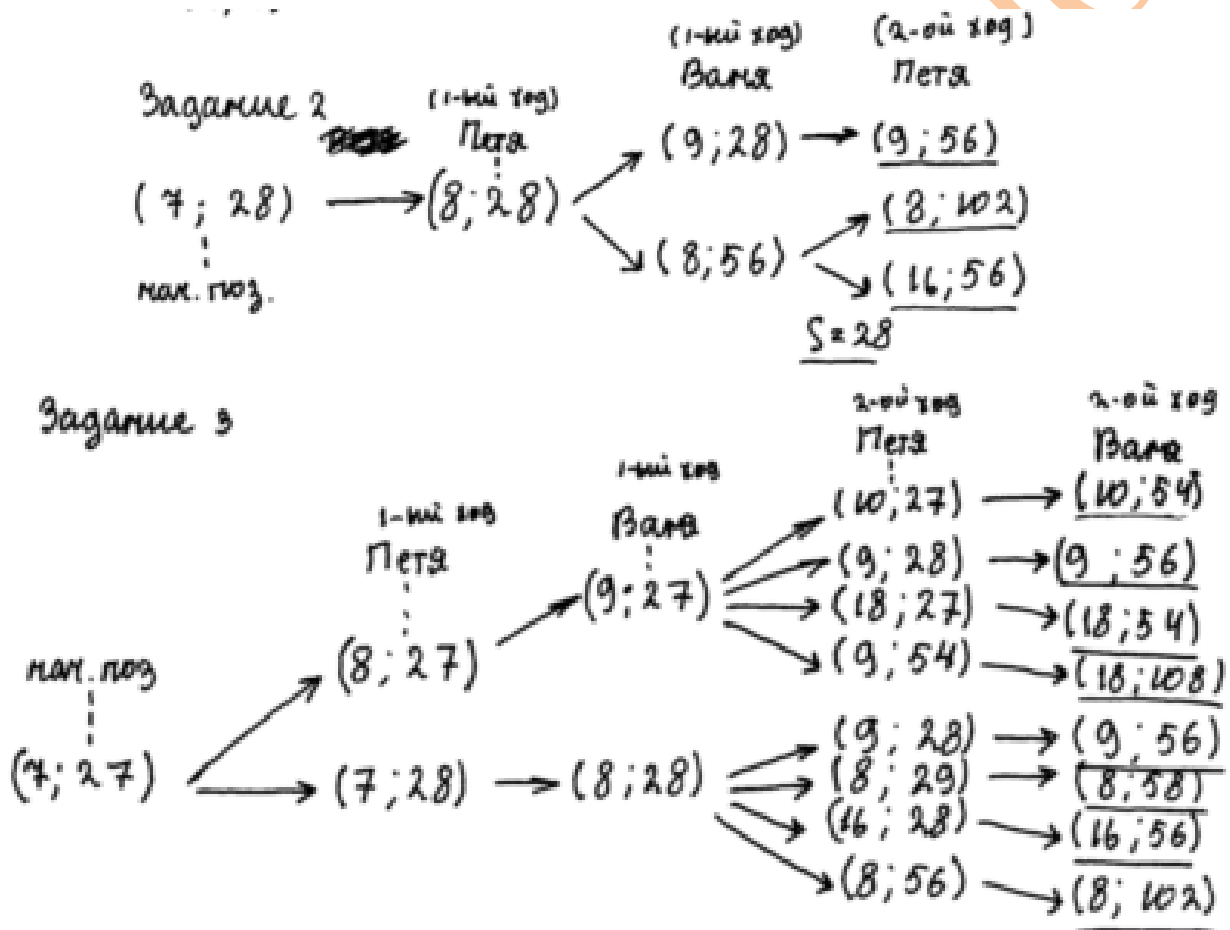 (1-ый ход) (2-ой ход)
Ваня Петя
Задание 2 (1-ый ход)
Петя
(9;28) (9;56)
(7; 28) (8;28) (8;102)
(8;56) (16;56)
нач. поз.
S=28
Задание 3
2-ой ход 2-ой ход
Петя Ваня
1-ый ход (10;27) (10;54)
1-ый ход Ваня
Петя (9;28) (9;56)
(9;27) (18;27) (18;54)
нач. поз (8;27) (9;54) (18;108)
(9;28) (9;56)
(7;27) (7;28) (8;28) (8;29) (8;58)
(16;28) (16;56)
(8;56) (8;102)